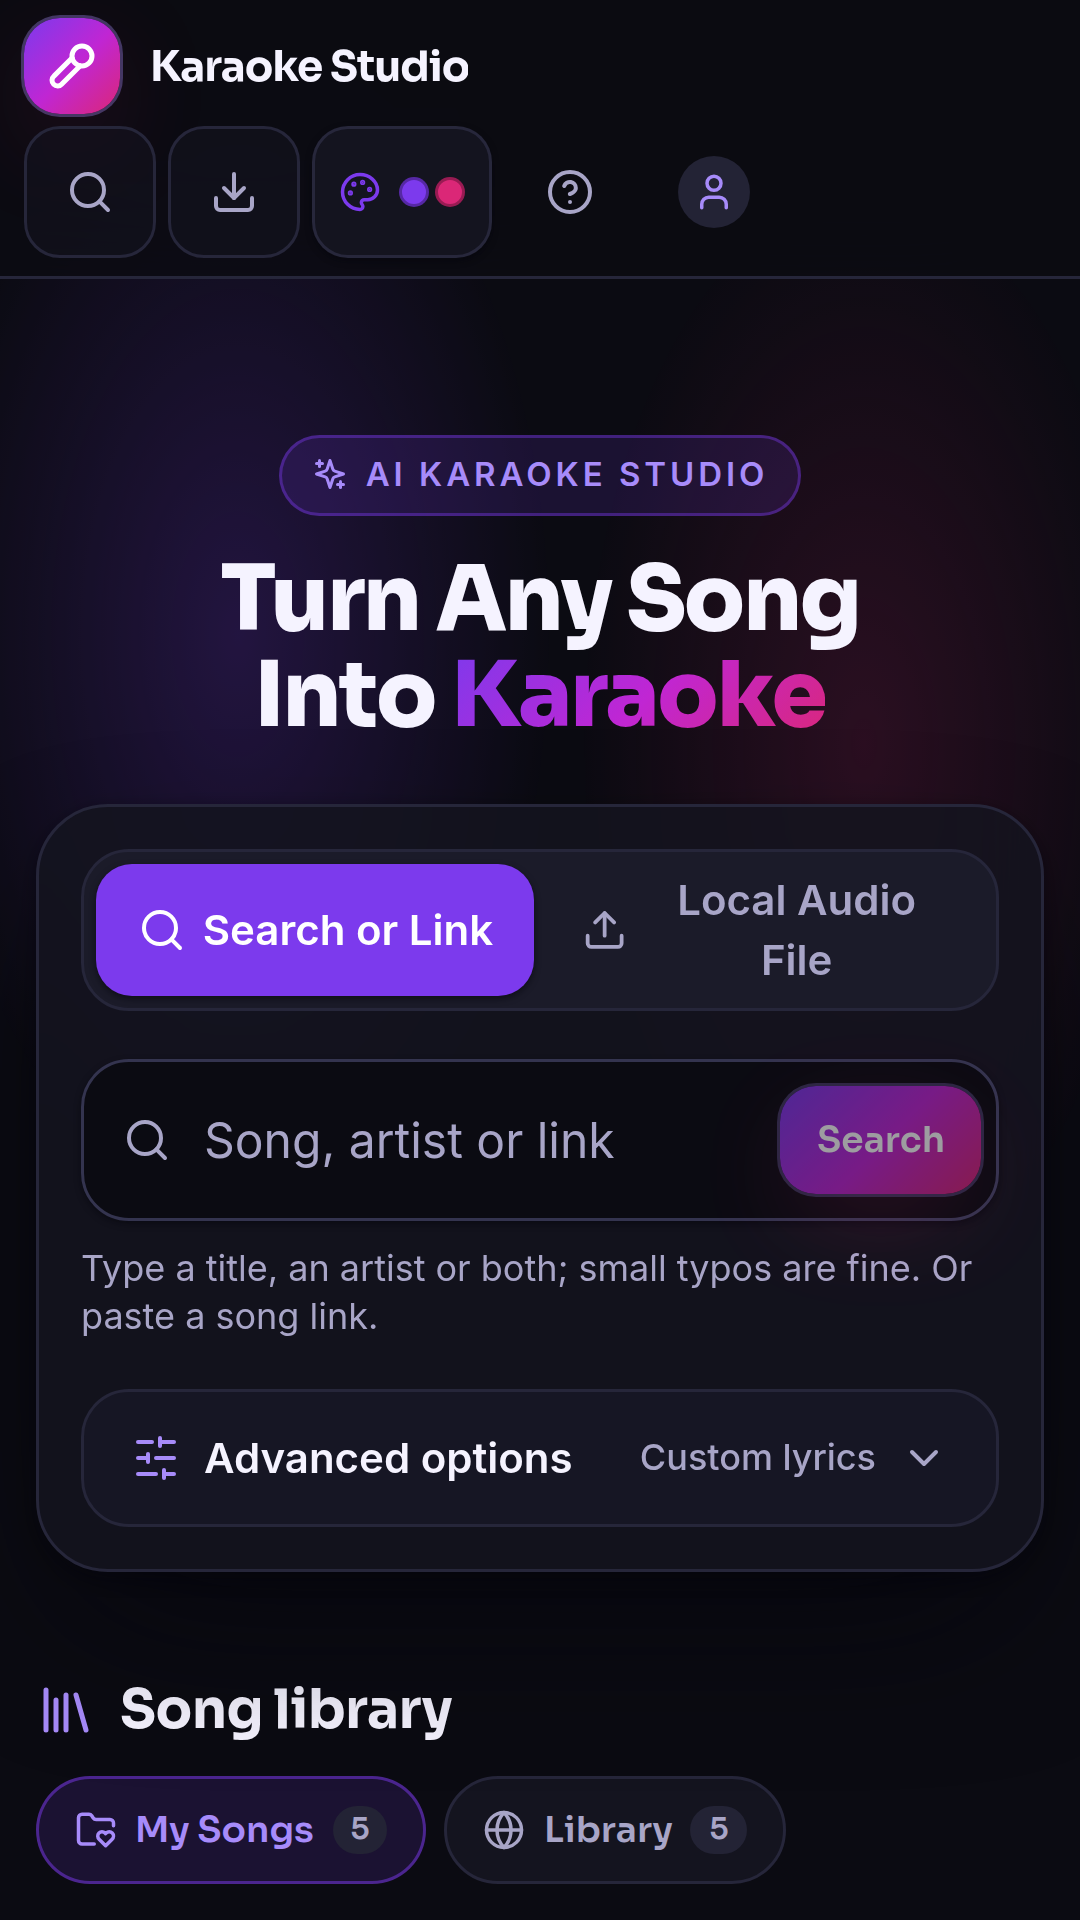 Karaoke Studio
AI KARAOKE STUDIO
Turn Any Song
Into Karaoke
Search or Link
Local Audio
File
Song, artist or link
Search
Type a title, an artist or both; small typos are fine. Or
paste a song link.
Advanced options
Custom lyrics
Song library
My Songs 5
Library 5